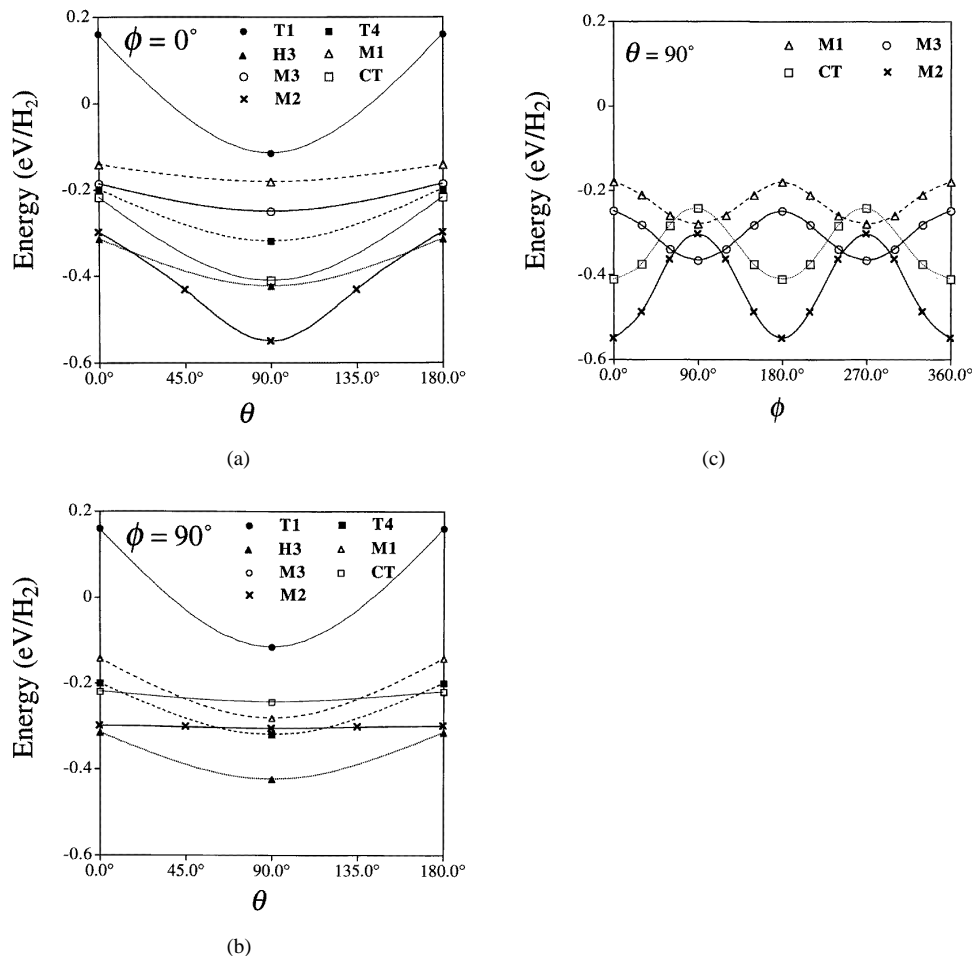 0.2
0
-0.2
-0.4
-0.6
Energy (eV/H₂)
ϕ = 0°
T1 T4
H3 M1
M3 CT
M2
0.0° 45.0° 90.0° 135.0° 180.0°
θ
(a)
0.2
0
-0.2
-0.4
-0.6
Energy (eV/H₂)
θ = 90°
M1 M3
CT M2
0.0° 90.0° 180.0° 270.0° 360.0°
ϕ
(c)
0.2
0
-0.2
-0.4
-0.6
Energy (eV/H₂)
ϕ = 90°
T1 T4
H3 M1
M3 CT
M2
0.0° 45.0° 90.0° 135.0° 180.0°
θ
(b)